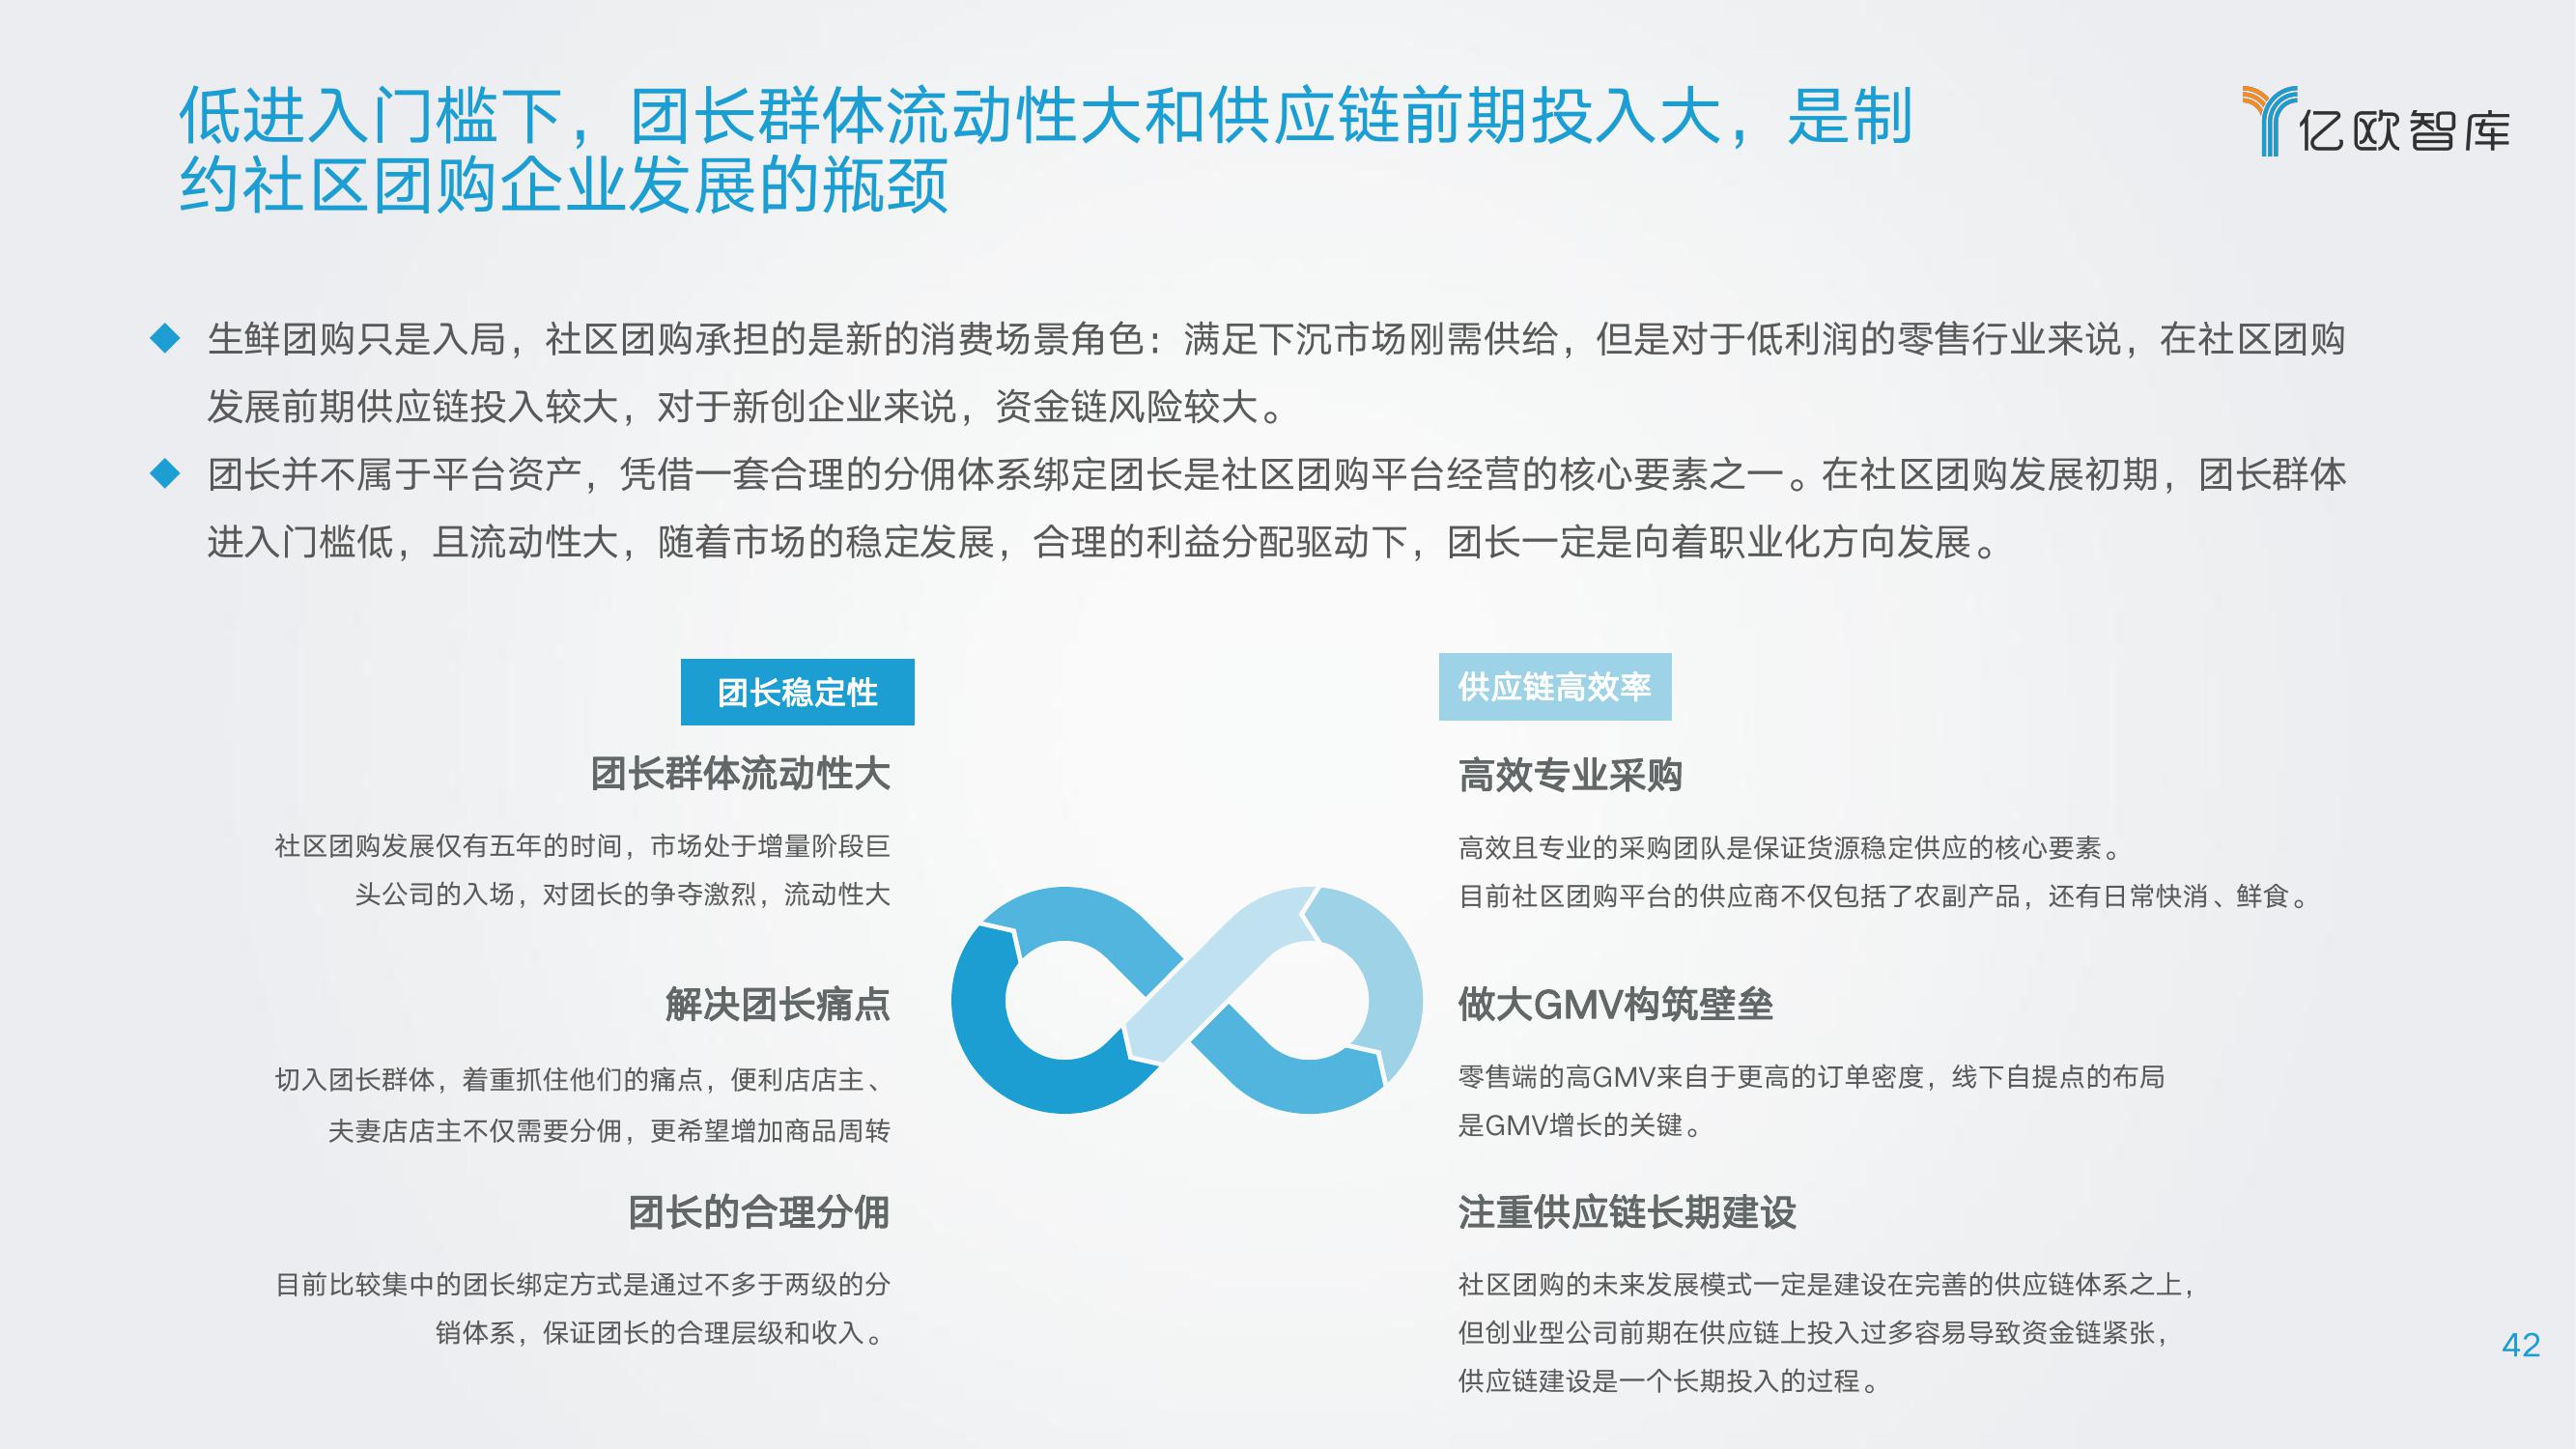 低进入门槛下，团长群体流动性大和供应链前期投入大，是制
约社区团购企业发展的瓶颈
亿欧智库
生鲜团购只是入局，社区团购承担的是新的消费场景角色：满足下沉市场刚需供给，但是对于低利润的零售行业来说，在社区团购
发展前期供应链投入较大，对于新创企业来说，资金链风险较大。
团长并不属于平台资产，凭借一套合理的分佣体系绑定团长是社区团购平台经营的核心要素之一。在社区团购发展初期，团长群体
进入门槛低，且流动性大，随着市场的稳定发展，合理的利益分配驱动下，团长一定是向着职业化方向发展。
团长稳定性
团长群体流动性大
社区团购发展仅有五年的时间，市场处于增量阶段巨
头公司的入场，对团长的争夺激烈，流动性大
解决团长痛点
切入团长群体，着重抓住他们的痛点，便利店店主、
夫妻店店主不仅需要分佣，更希望增加商品周转
团长的合理分佣
目前比较集中的团长绑定方式是通过不多于两级的分
销体系，保证团长的合理层级和收入。
供应链高效率
高效专业采购
高效且专业的采购团队是保证货源稳定供应的核心要素。
目前社区团购平台的供应商不仅包括了农副产品，还有日常快消、鲜食。
做大GMV构筑壁垒
零售端的高GMV来自于更高的订单密度，线下自提点的布局
是GMV增长的关键。
注重供应链长期建设
社区团购的未来发展模式一定是建设在完善的供应链体系之上，
但创业型公司前期在供应链上投入过多容易导致资金链紧张，
供应链建设是一个长期投入的过程。
42